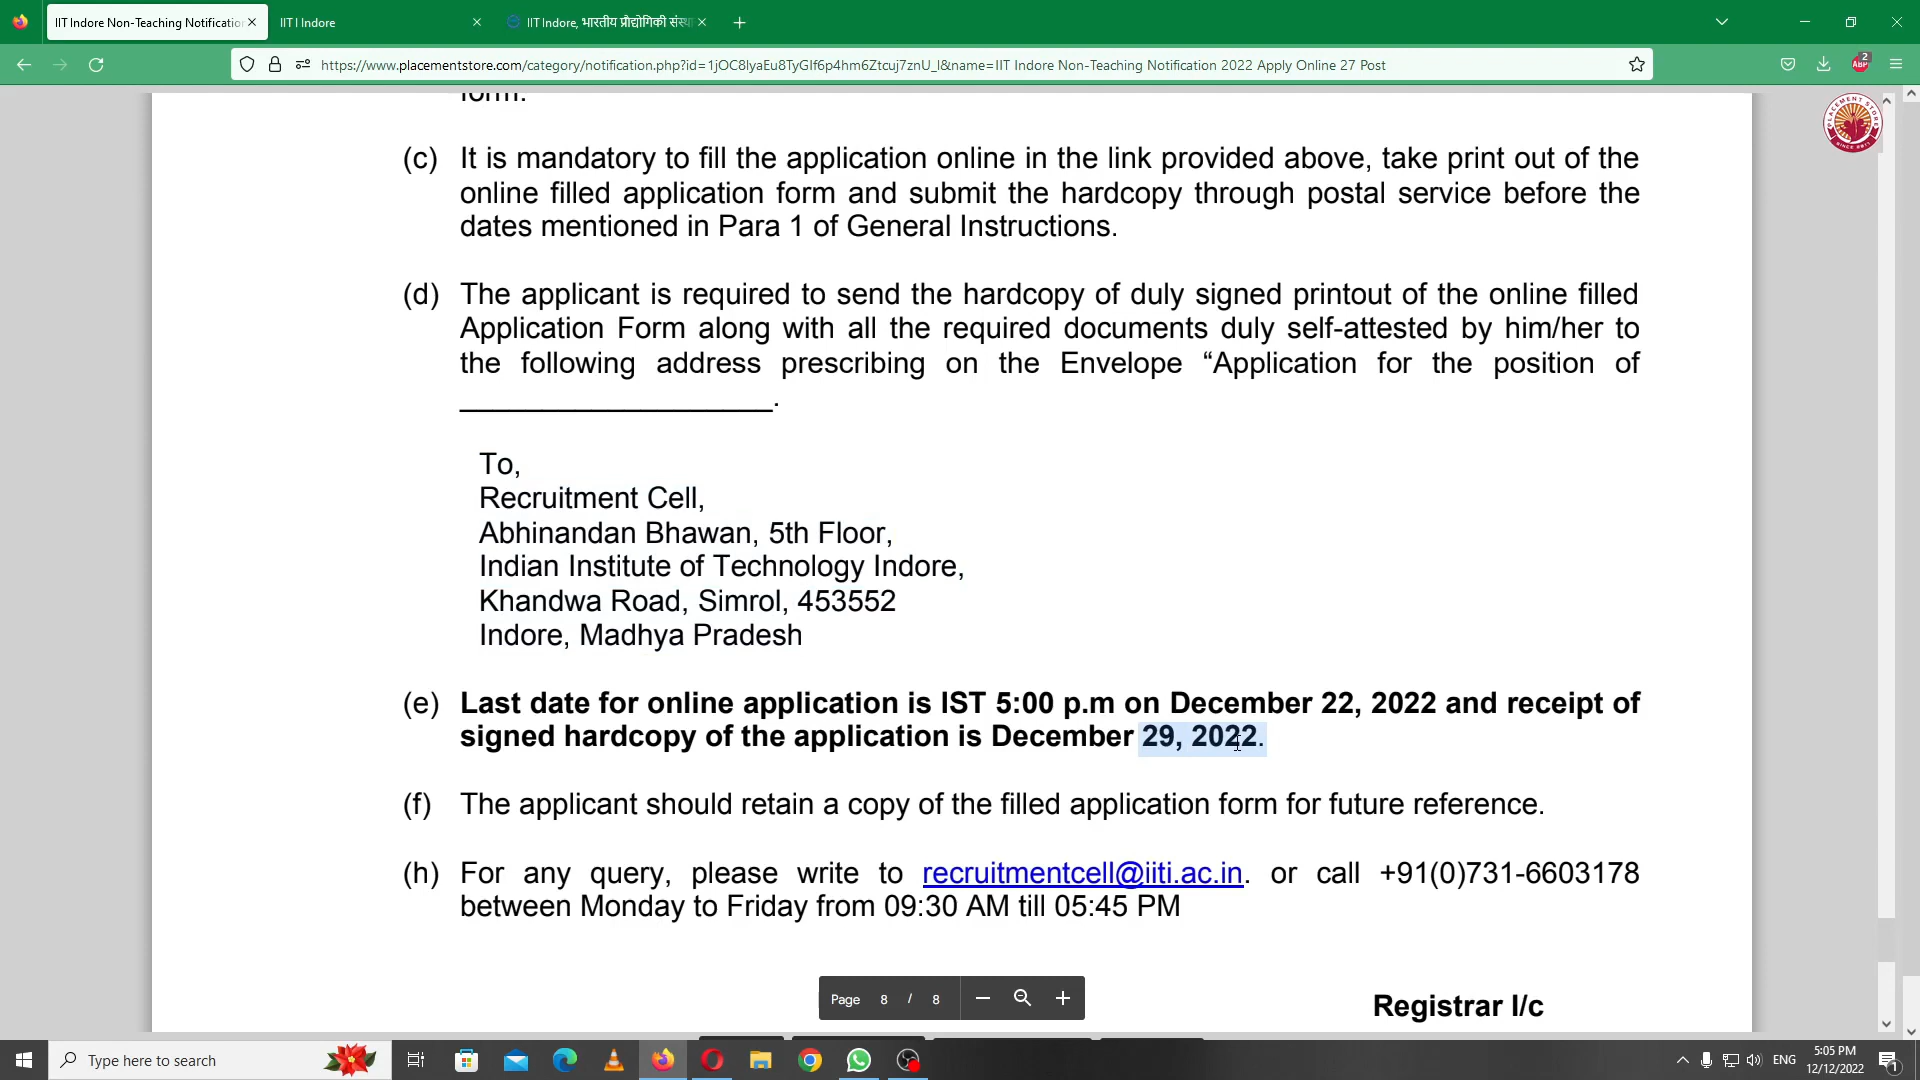 IIT Indore Non-Teaching Notificatio
IIT I Indore
IIT Indore, भारतीय प्रौद्योगिकी संस्था
https://www.placementstore.com/category/notification.php?id=1jOC8lyaEu8TyGIf6p4hm6Ztcuj7znU_I&name=IIT Indore Non-Teaching Notification 2022 Apply Online 27 Post
2
ABP
form.
PLACEMENT STORE
(c) It is mandatory to fill the application online in the link provided above, take print out of the
online filled application form and submit the hardcopy through postal service before the
dates mentioned in Para 1 of General Instructions.
(d) The applicant is required to send the hardcopy of duly signed printout of the online filled
Application Form along with all the required documents duly self-attested by him/her to
the following address prescribing on the Envelope “Application for the position of
____________________.
To,
Recruitment Cell,
Abhinandan Bhawan, 5th Floor,
Indian Institute of Technology Indore,
Khandwa Road, Simrol, 453552
Indore, Madhya Pradesh
(e) Last date for online application is IST 5:00 p.m on December 22, 2022 and receipt of
signed hardcopy of the application is December 29, 2022.
(f) The applicant should retain a copy of the filled application form for future reference.
(h) For any query, please write to recruitmentcell@iiti.ac.in. or call +91(0)731-6603178
between Monday to Friday from 09:30 AM till 05:45 PM
Page 8 / 8
Registrar I/c
Type here to search
ENG
5:05 PM
12/12/2022
1